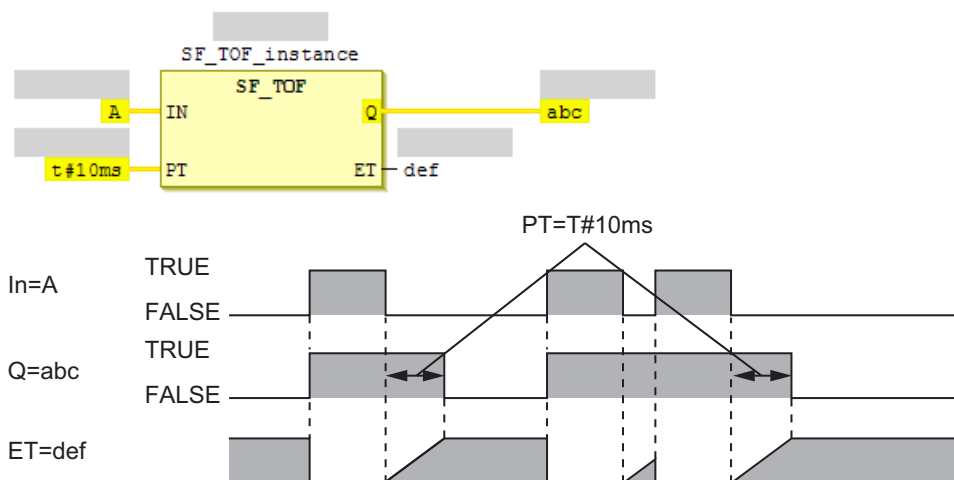 SF_TOF_instance
SF_TOF
A IN Q abc
t#10ms PT ET def
PT=T#10ms
In=A TRUE
FALSE
Q=abc TRUE
FALSE
ET=def